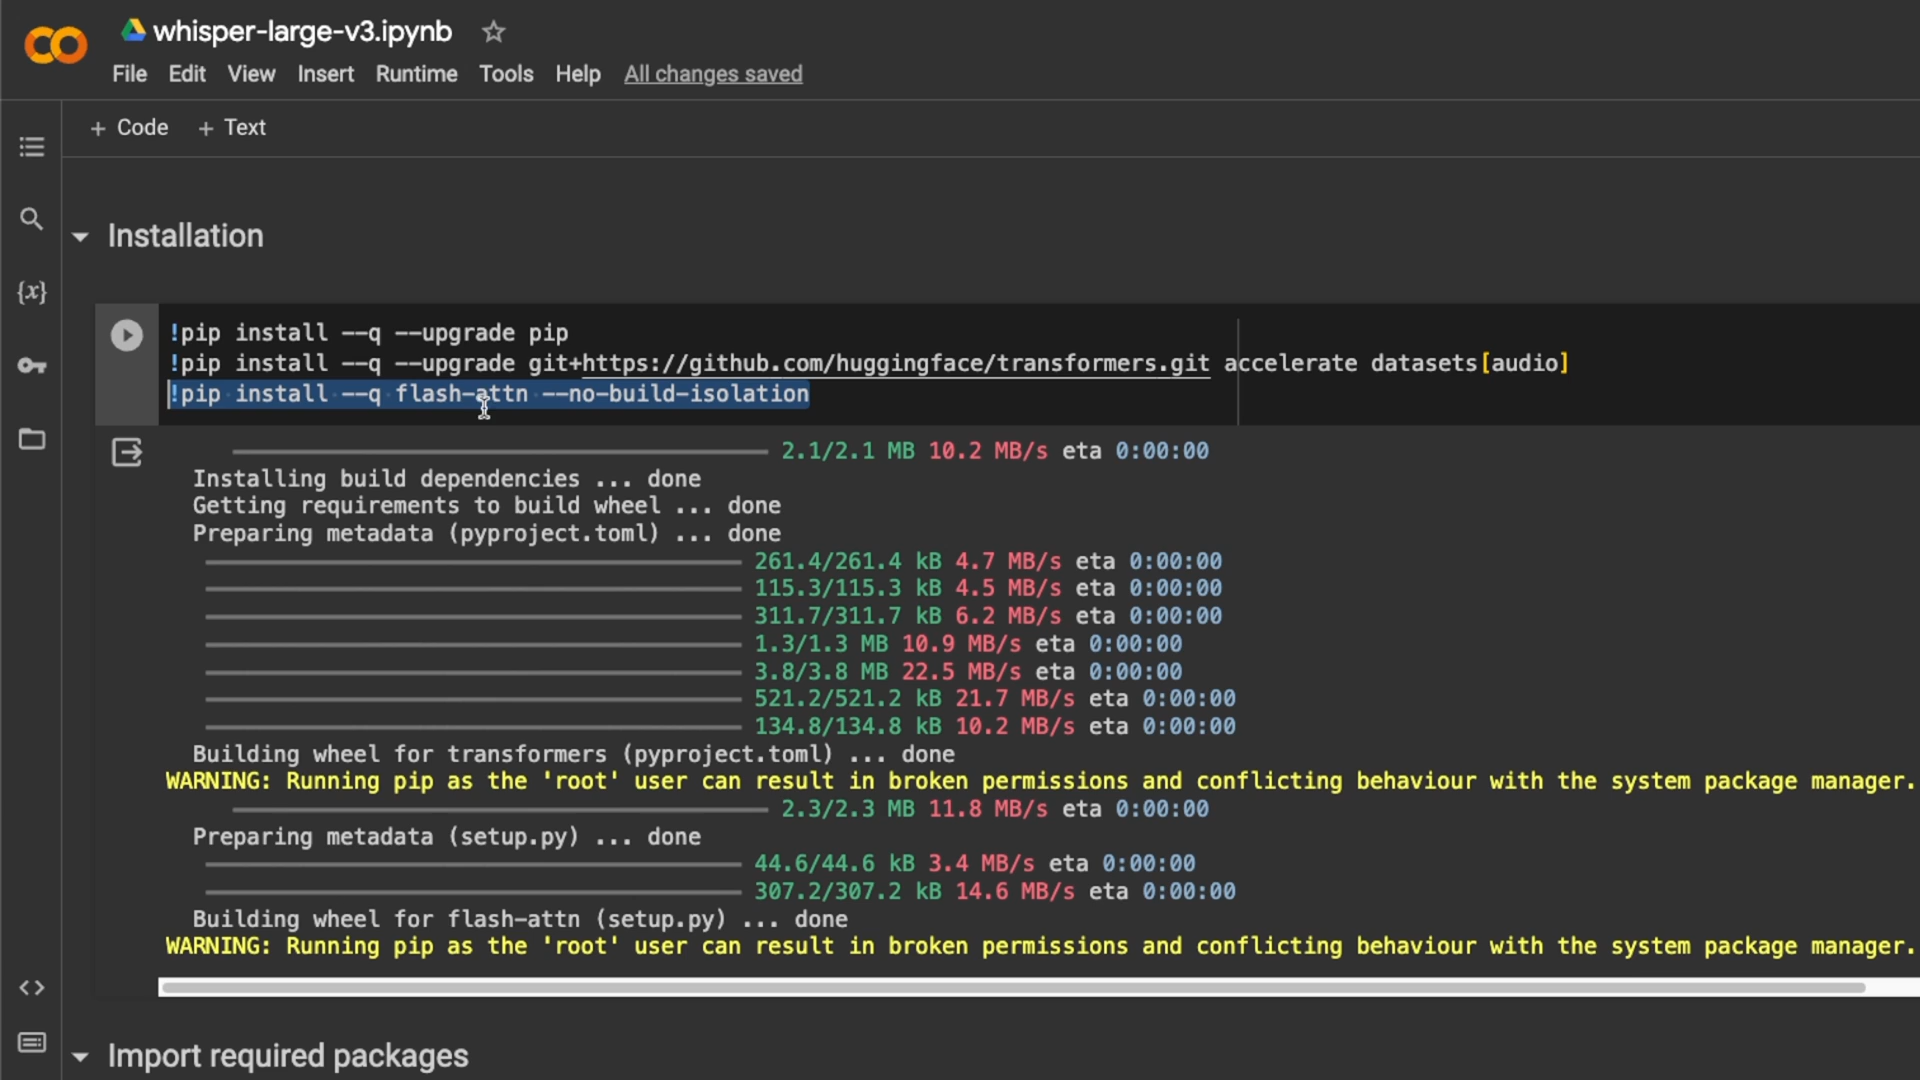 whisper-large-v3.ipynb
File Edit View Insert Runtime Tools Help All changes saved
+ Code + Text
Installation
{x}
!pip install --q --upgrade pip
!pip install --q --upgrade git+https://github.com/huggingface/transformers.git accelerate datasets[audio]
!pip install --q flash-attn --no-build-isolation
2.1/2.1 MB 10.2 MB/s eta 0:00:00
Installing build dependencies ... done
Getting requirements to build wheel ... done
Preparing metadata (pyproject.toml) ... done
261.4/261.4 kB 4.7 MB/s eta 0:00:00
115.3/115.3 kB 4.5 MB/s eta 0:00:00
311.7/311.7 kB 6.2 MB/s eta 0:00:00
1.3/1.3 MB 10.9 MB/s eta 0:00:00
3.8/3.8 MB 22.5 MB/s eta 0:00:00
521.2/521.2 kB 21.7 MB/s eta 0:00:00
134.8/134.8 kB 10.2 MB/s eta 0:00:00
Building wheel for transformers (pyproject.toml) ... done
WARNING: Running pip as the 'root' user can result in broken permissions and conflicting behaviour with the system package manager.
2.3/2.3 MB 11.8 MB/s eta 0:00:00
Preparing metadata (setup.py) ... done
44.6/44.6 kB 3.4 MB/s eta 0:00:00
307.2/307.2 kB 14.6 MB/s eta 0:00:00
Building wheel for flash-attn (setup.py) ... done
WARNING: Running pip as the 'root' user can result in broken permissions and conflicting behaviour with the system package manager.
Import required packages